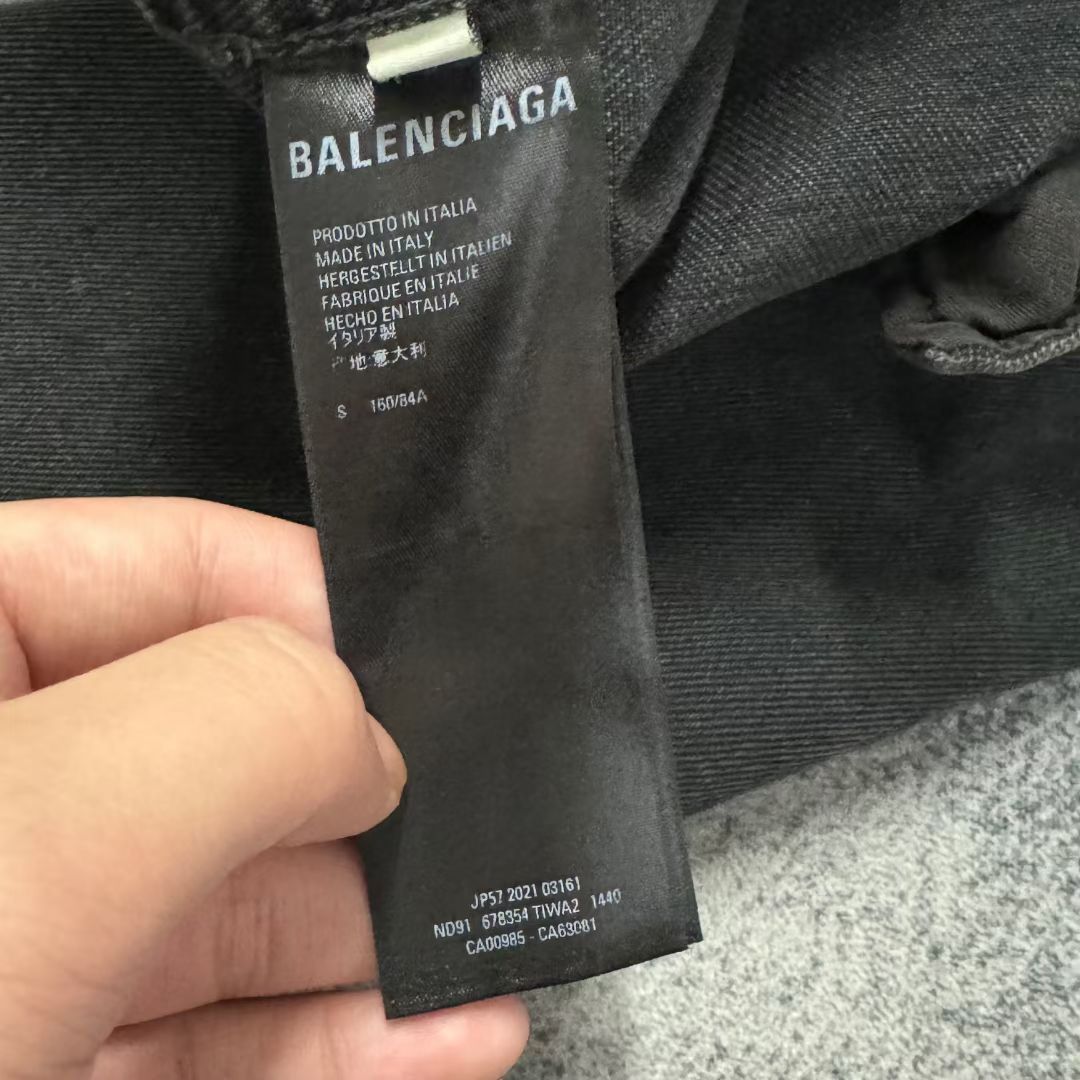 BALENCIAGA
PRODOTTO IN ITALIA
MADE IN ITALY
HERGESTELLT IN ITALIEN
FABRIQUE EN ITALIE
HECHO EN ITALIA
イタリア製
产地意大利
S 160/84A
JP57 2021 03161
ND91 678354 TIWA2 1440
CA00985 - CA63081